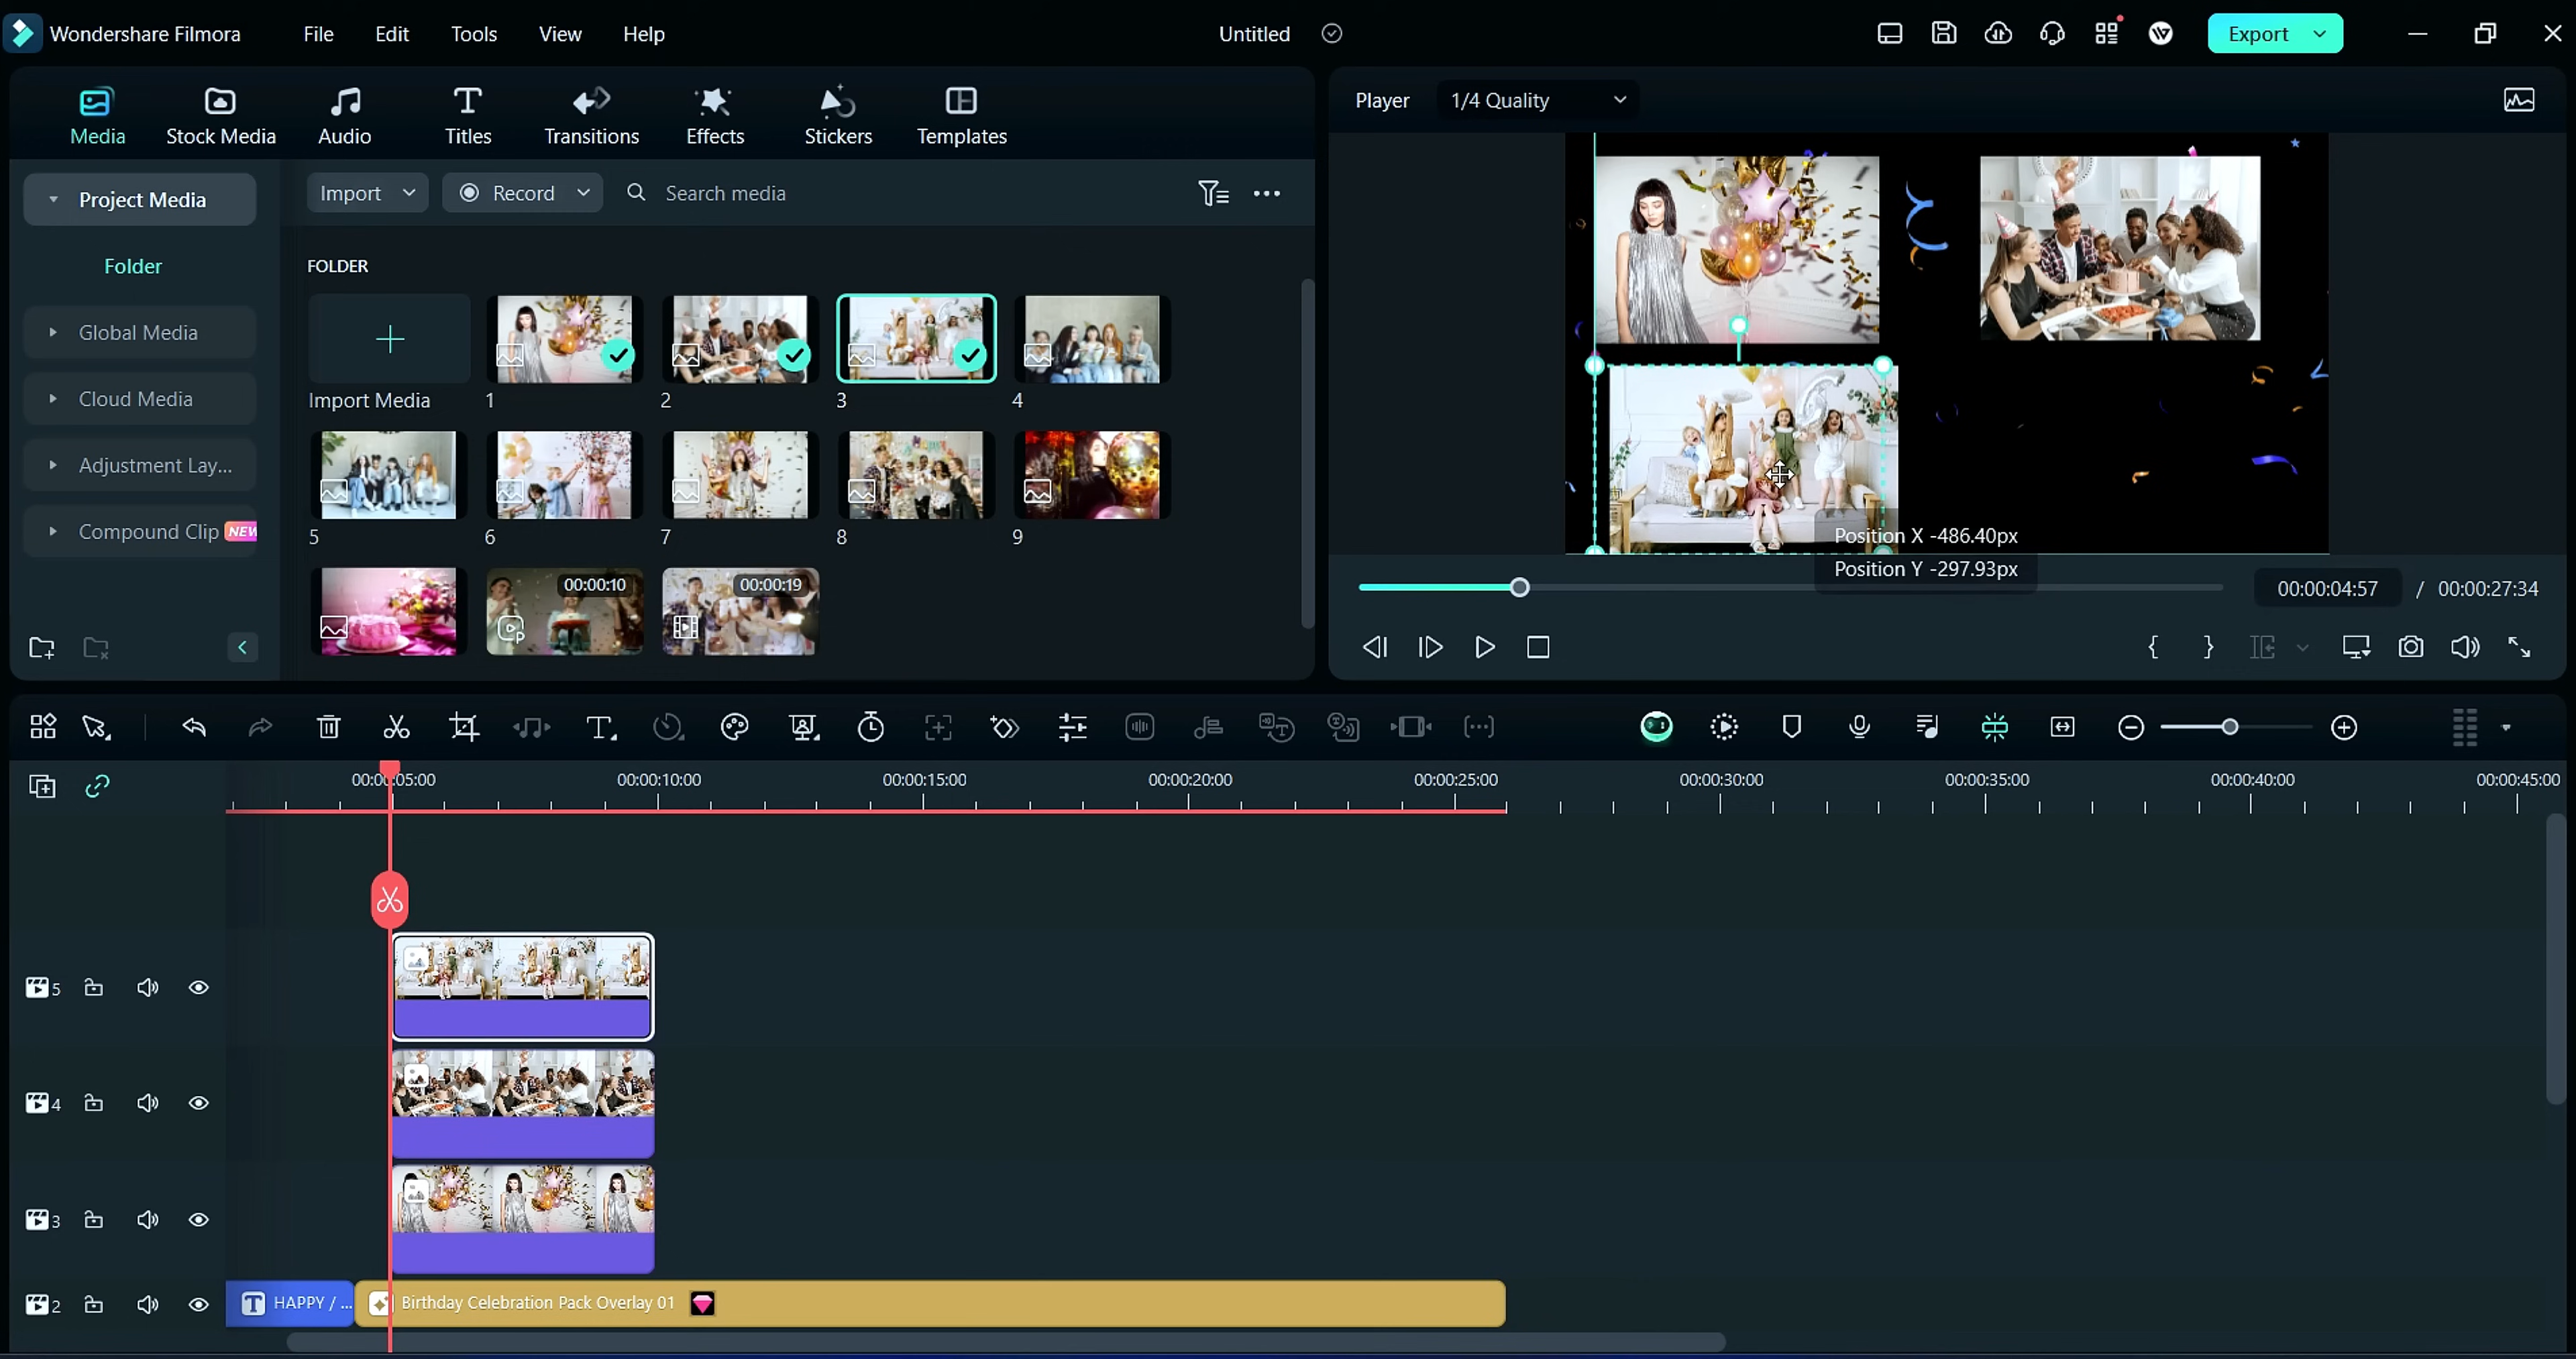 Wondershare Filmora File Edit Tools View Help Untitled Export
Media Stock Media Audio Titles Transitions Effects Stickers Templates
Player 1/4 Quality
Project Media
Import Record Search media
Folder
FOLDER
Global Media
Cloud Media
Adjustment Lay...
Compound Clip NEW
Import Media 1 2 3 4
5 6 7 8 9
00:00:10 00:00:19
Position X -486.40px
Position Y -297.93px
00:00:04:57 / 00:00:27:34
00:00:05:00 00:00:10:00 00:00:15:00 00:00:20:00 00:00:25:00 00:00:30:00 00:00:35:00 00:00:40:00 00:00:45:00
5
4
3
2 HAPPY / ... Birthday Celebration Pack Overlay 01